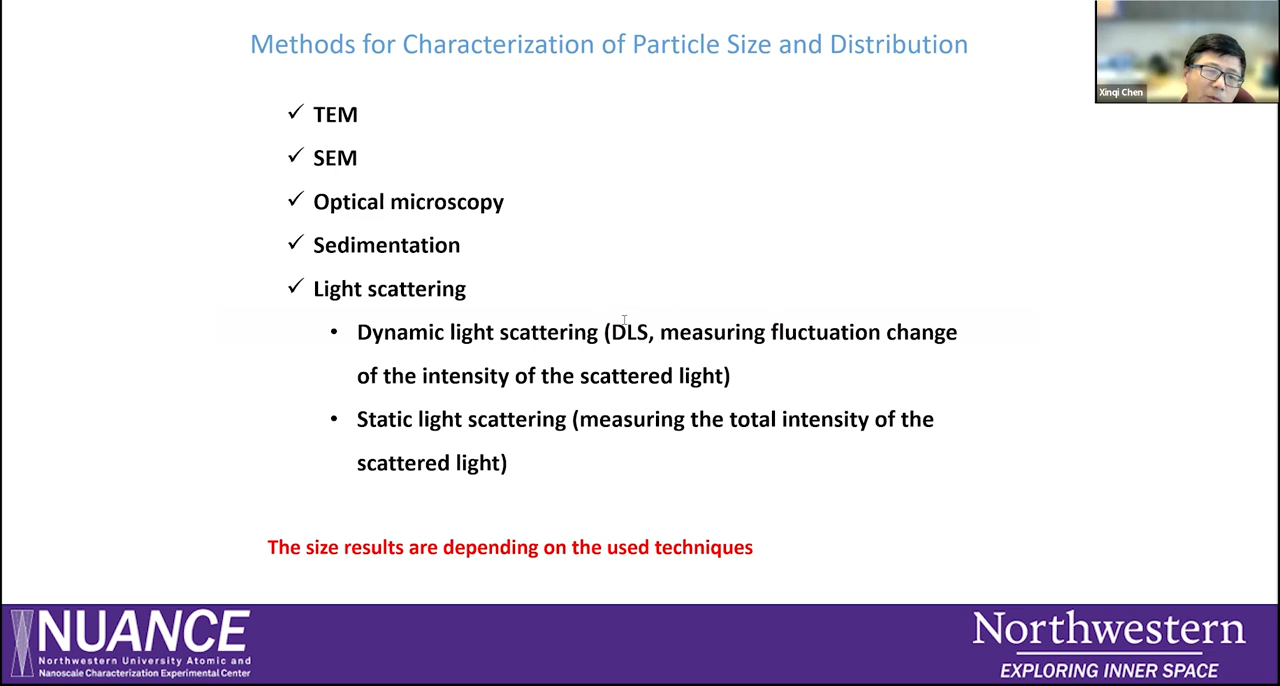 Methods for Characterization of Particle Size and Distribution
Xinqi Chen
✓ TEM
✓ SEM
✓ Optical microscopy
✓ Sedimentation
✓ Light scattering
• Dynamic light scattering (DLS, measuring fluctuation change
of the intensity of the scattered light)
• Static light scattering (measuring the total intensity of the
scattered light)
The size results are depending on the used techniques
NUANCE
Northwestern University Atomic and
Nanoscale Characterization Experimental Center
Northwestern
EXPLORING INNER SPACE